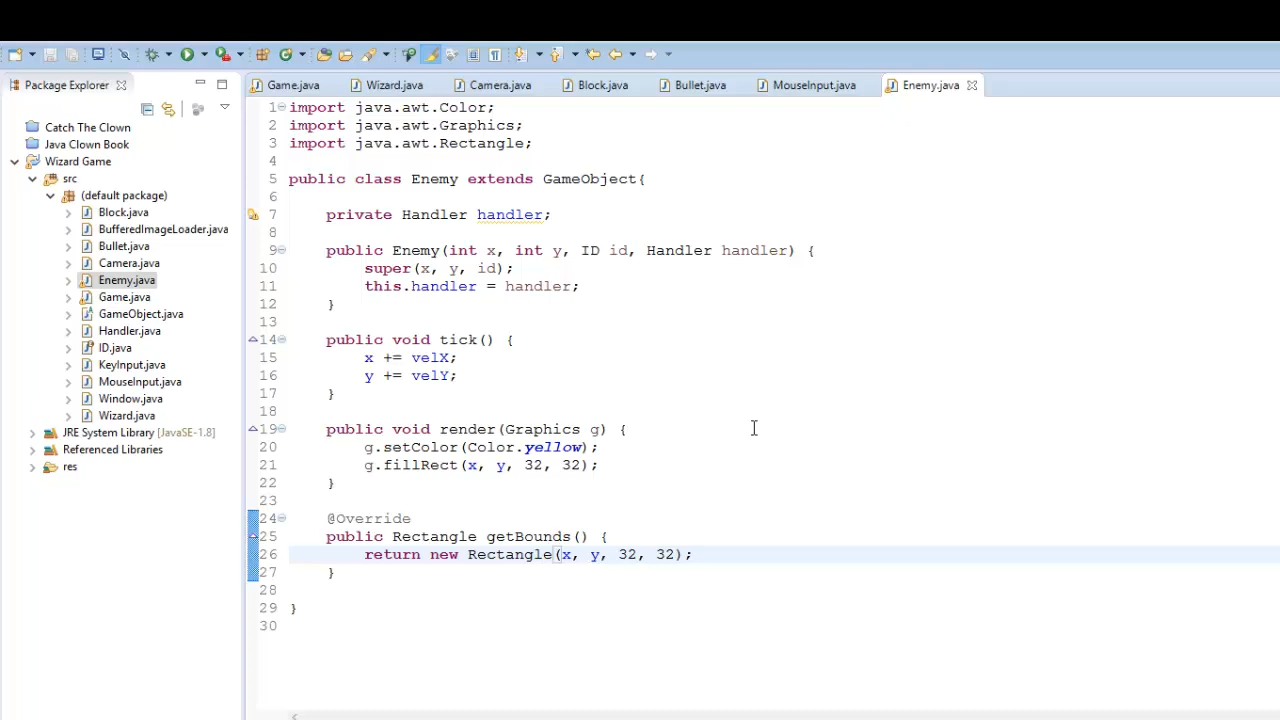 Package Explorer
Catch The Clown
Java Clown Book
Wizard Game
src
(default package)
Block.java
BufferedImageLoader.java
Bullet.java
Camera.java
Enemy.java
Game.java
GameObject.java
Handler.java
ID.java
KeyInput.java
MouseInput.java
Window.java
Wizard.java
JRE System Library [JavaSE-1.8]
Referenced Libraries
res
Game.java Wizard.java Camera.java Block.java Bullet.java MouseInput.java Enemy.java
1 import java.awt.Color;
2 import java.awt.Graphics;
3 import java.awt.Rectangle;
4
5 public class Enemy extends GameObject{
6
7 private Handler handler;
8
9 public Enemy(int x, int y, ID id, Handler handler) {
10 super(x, y, id);
11 this.handler = handler;
12 }
13
14 public void tick() {
15 x += velX;
16 y += velY;
17 }
18
19 public void render(Graphics g) {
20 g.setColor(Color.yellow);
21 g.fillRect(x, y, 32, 32);
22 }
23
24 @Override
25 public Rectangle getBounds() {
26 return new Rectangle(x, y, 32, 32);
27 }
28
29 }
30